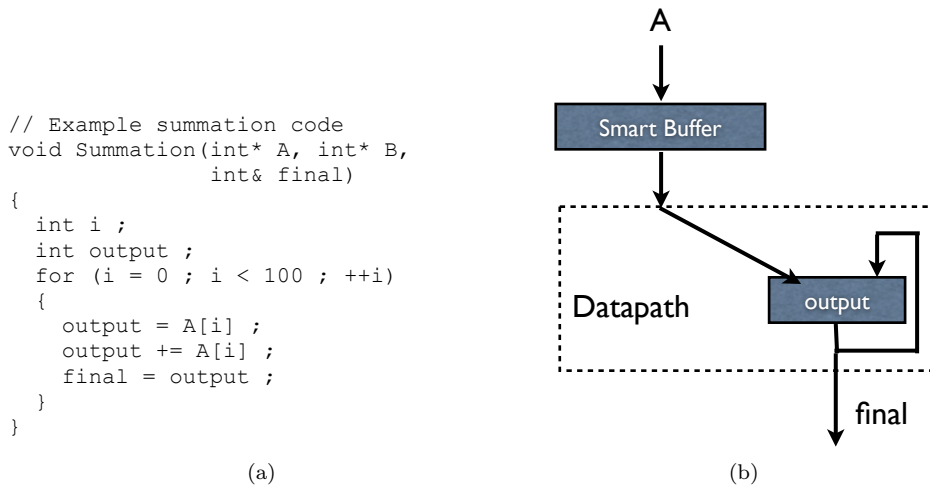 // Example summation code
void Summation(int* A, int* B,
               int& final)
{
  int i ;
  int output ;
  for (i = 0 ; i < 100 ; ++i)
  {
    output = A[i] ;
    output += A[i] ;
    final = output ;
  }
}
(a)
A
Smart Buffer
Datapath
output
final
(b)